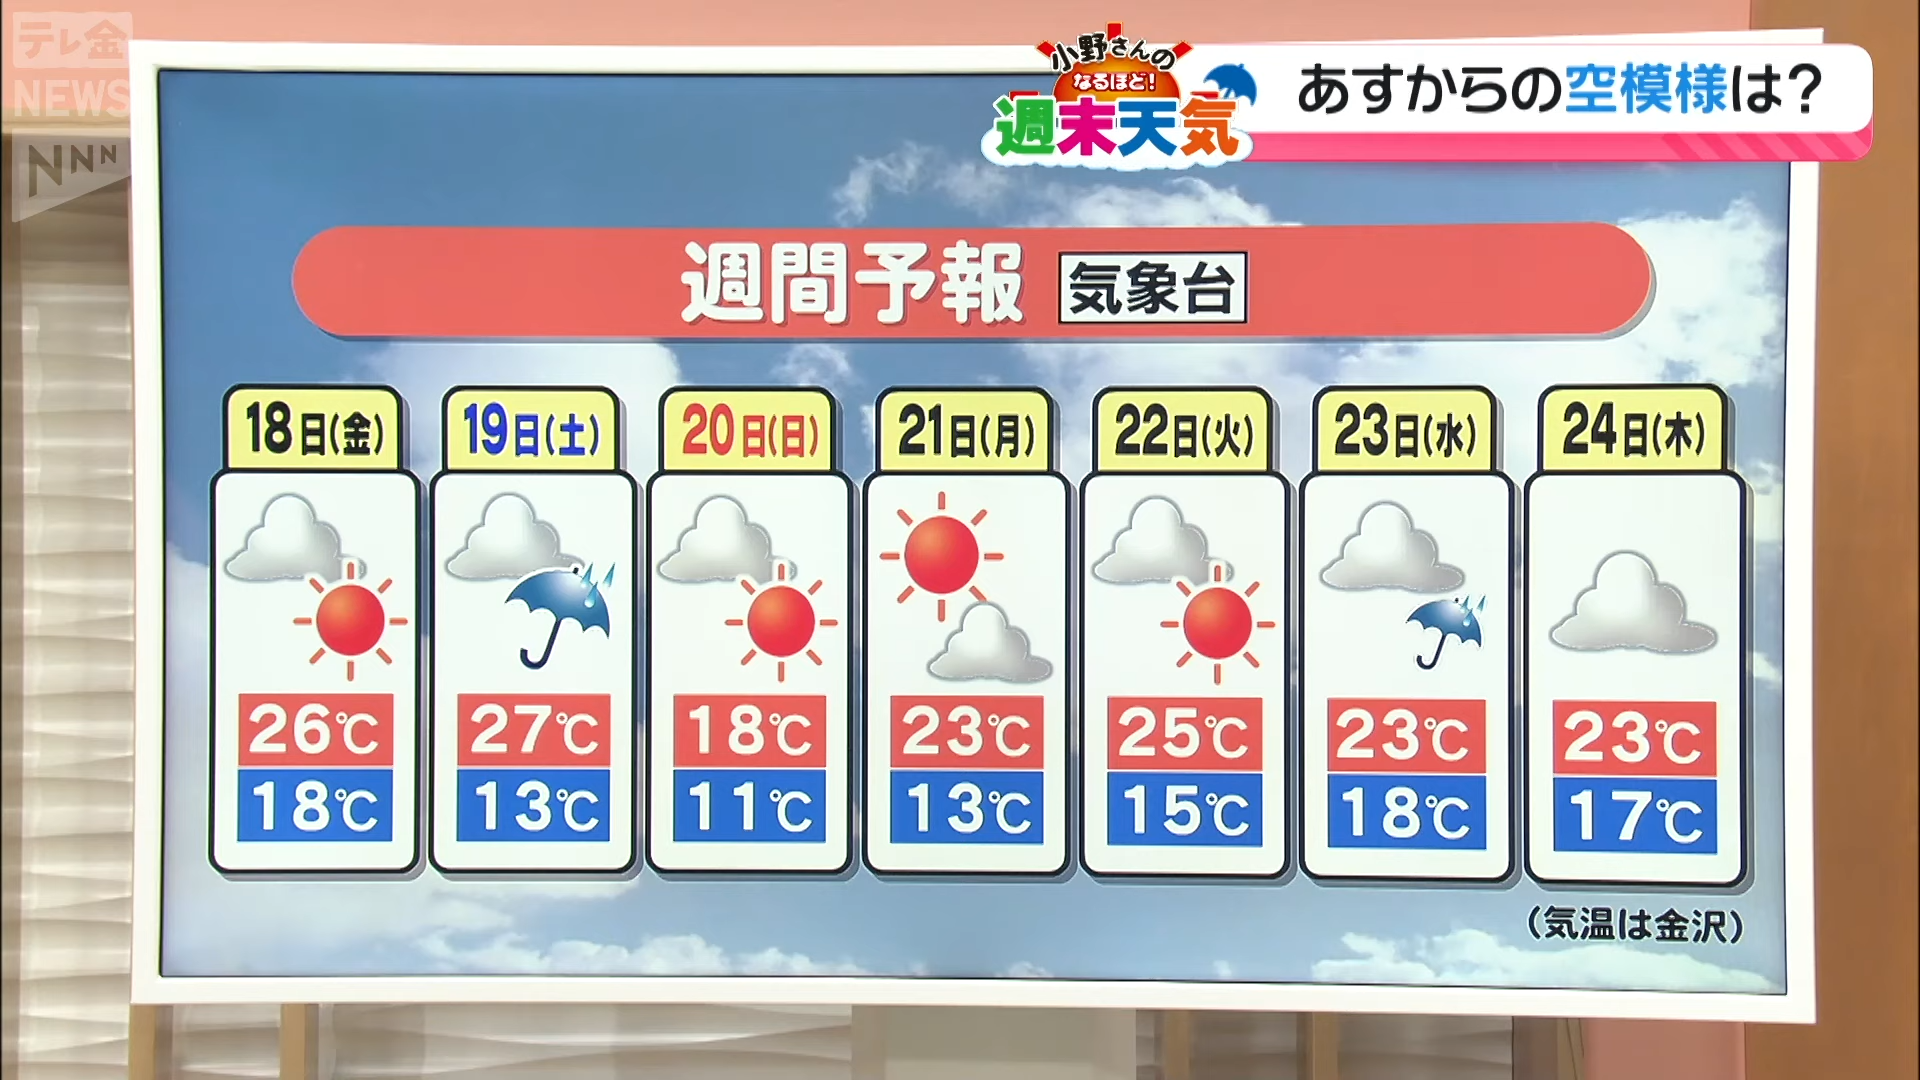 テレ金
NEWS
NNN
小野さんの
なるほど!
週末天気
あすからの空模様は?
週間予報 気象台
18日(金) 19日(土) 20日(日) 21日(月) 22日(火) 23日(水) 24日(木)
26℃ 27℃ 18℃ 23℃ 25℃ 23℃ 23℃
18℃ 13℃ 11℃ 13℃ 15℃ 18℃ 17℃
(気温は金沢)